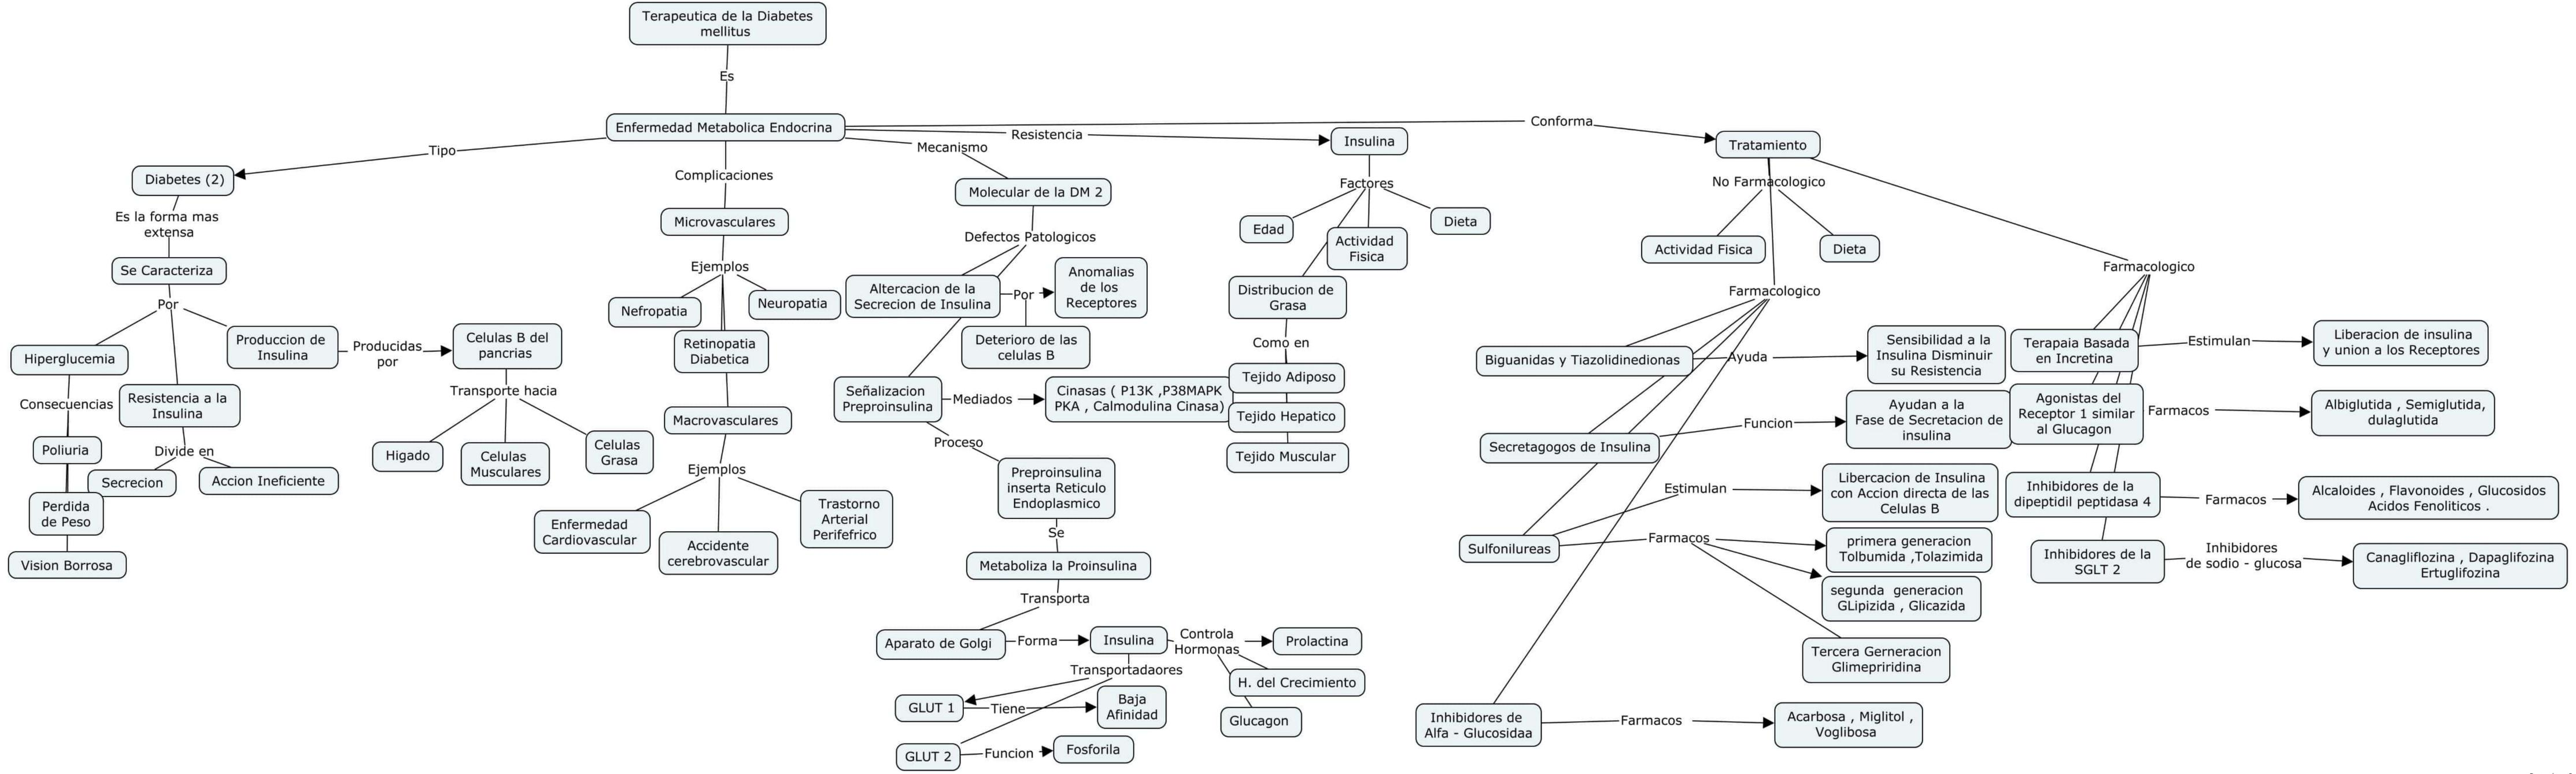 Terapeutica de la Diabetes
mellitus
Es
Enfermedad Metabolica Endocrina
Tipo
Diabetes (2)
Es la forma mas
extensa
Se Caracteriza
Por
Hiperglucemia
Consecuencias
Poliuria
Perdida
de Peso
Vision Borrosa
Resistencia a la
Insulina
Divide en
Secrecion
Accion Ineficiente
Produccion de
Insulina
Producidas
por
Celulas B del
pancrias
Transporte hacia
Higado
Celulas
Musculares
Celulas
Grasa
Complicaciones
Microvasculares
Ejemplos
Nefropatia
Neuropatia
Retinopatia
Diabetica
Macrovasculares
Ejemplos
Enfermedad
Cardiovascular
Accidente
cerebrovascular
Trastorno
Arterial
Perifefrico
Mecanismo
Molecular de la DM 2
Defectos Patologicos
Altercacion de la
Secrecion de Insulina
Por
Anomalias
de los
Receptores
Deterioro de las
celulas B
Señalizacion
Preproinsulina
Mediados
Cinasas ( P13K ,P38MAPK
PKA , Calmodulina Cinasa)
Proceso
Preproinsulina
inserta Reticulo
Endoplasmico
Se
Metaboliza la Proinsulina
Transporta
Aparato de Golgi
Forma
Insulina
Controla
Hormonas
Prolactina
H. del Crecimiento
Glucagon
Transportadaores
GLUT 1
Tiene
Baja
Afinidad
GLUT 2
Funcion
Fosforila
Resistencia
Insulina
Factores
Edad
Actividad
Fisica
Dieta
Distribucion de
Grasa
Como en
Tejido Adiposo
Tejido Hepatico
Tejido Muscular
Conforma
Tratamiento
No Farmacologico
Actividad Fisica
Dieta
Farmacologico
Biguanidas y Tiazolidinedionas
Ayuda
Sensibilidad a la
Insulina Disminuir
su Resistencia
Secretagogos de Insulina
Funcion
Ayudan a la
Fase de Secretacion de
insulina
Sulfonilureas
Estimulan
Libercacion de Insulina
con Accion directa de las
Celulas B
Farmacos
primera generacion
Tolbumida ,Tolazimida
segunda generacion
GLipizida , Glicazida
Tercera Gerneracion
Glimepriridina
Inhibidores de
Alfa - Glucosidaa
Farmacos
Acarbosa , Miglitol ,
Voglibosa
Farmacologico
Terapaia Basada
en Incretina
Estimulan
Liberacion de insulina
y union a los Receptores
Agonistas del
Receptor 1 similar
al Glucagon
Farmacos
Albiglutida , Semiglutida,
dulaglutida
Inhibidores de la
dipeptidil peptidasa 4
Farmacos
Alcaloides , Flavonoides , Glucosidos
Acidos Fenoliticos .
Inhibidores de la
SGLT 2
Inhibidores
de sodio - glucosa
Canagliflozina , Dapaglifozina
Ertuglifozina